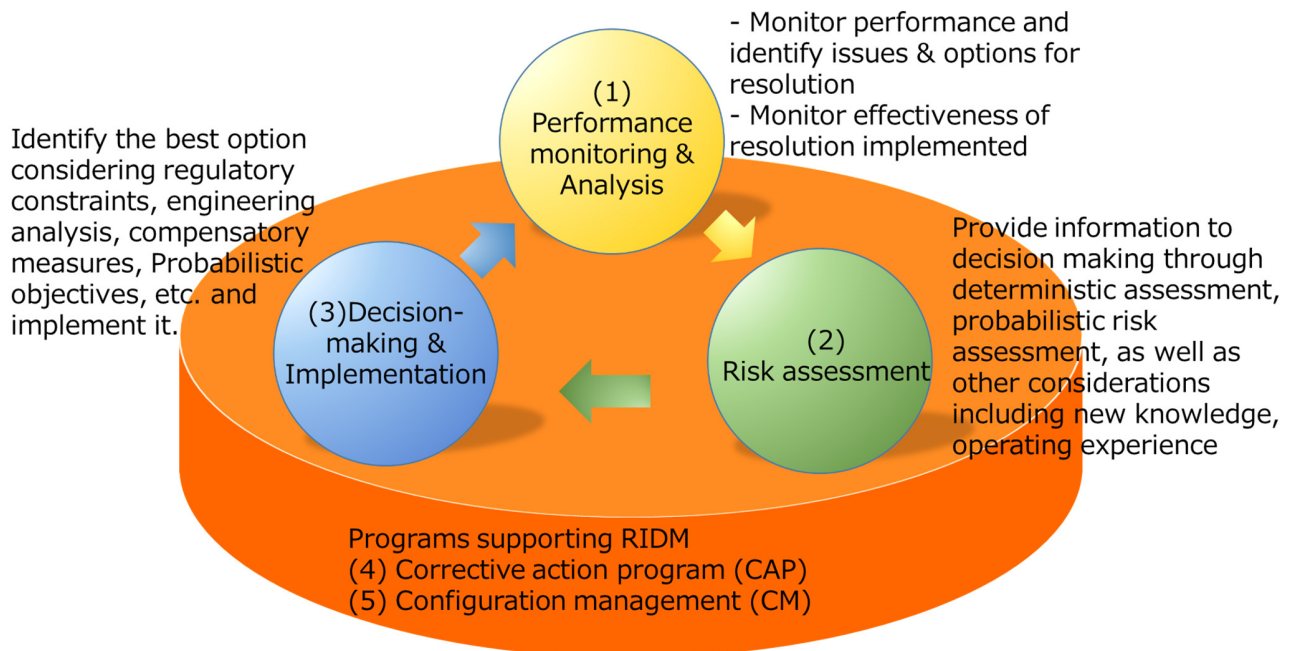 - Monitor performance and
identify issues & options for
resolution
- Monitor effectiveness of
resolution implemented
(1)
Performance
monitoring &
Analysis
Identify the best option
considering regulatory
constraints, engineering
analysis, compensatory
measures, Probabilistic
objectives, etc. and
implement it.
(3)Decision-
making &
Implementation
(2)
Risk assessment
Provide information to
decision making through
deterministic assessment,
probabilistic risk
assessment, as well as
other considerations
including new knowledge,
operating experience
Programs supporting RIDM
(4) Corrective action program (CAP)
(5) Configuration management (CM)